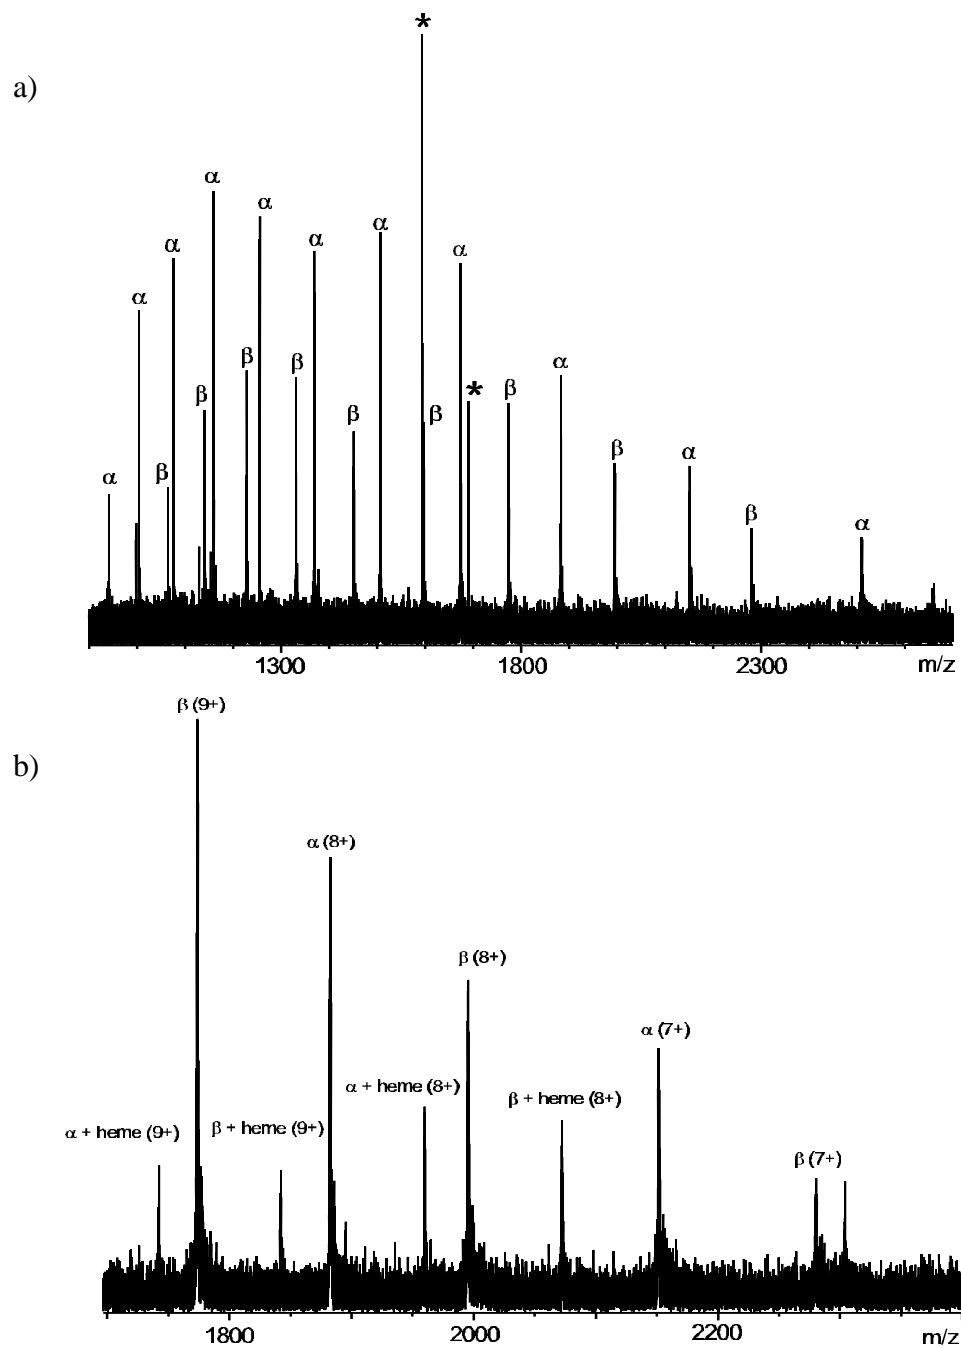 a)
*
α
α
α
α
α
α
α
β
β
*
β
β
β
α
β
β
β
α
α
β
α
1300
1800
2300
m/z
b)
β (9+)
α (8+)
β (8+)
α (7+)
α + heme (8+)
β + heme (8+)
α + heme (9+)
β + heme (9+)
β (7+)
1800
2000
2200
m/z